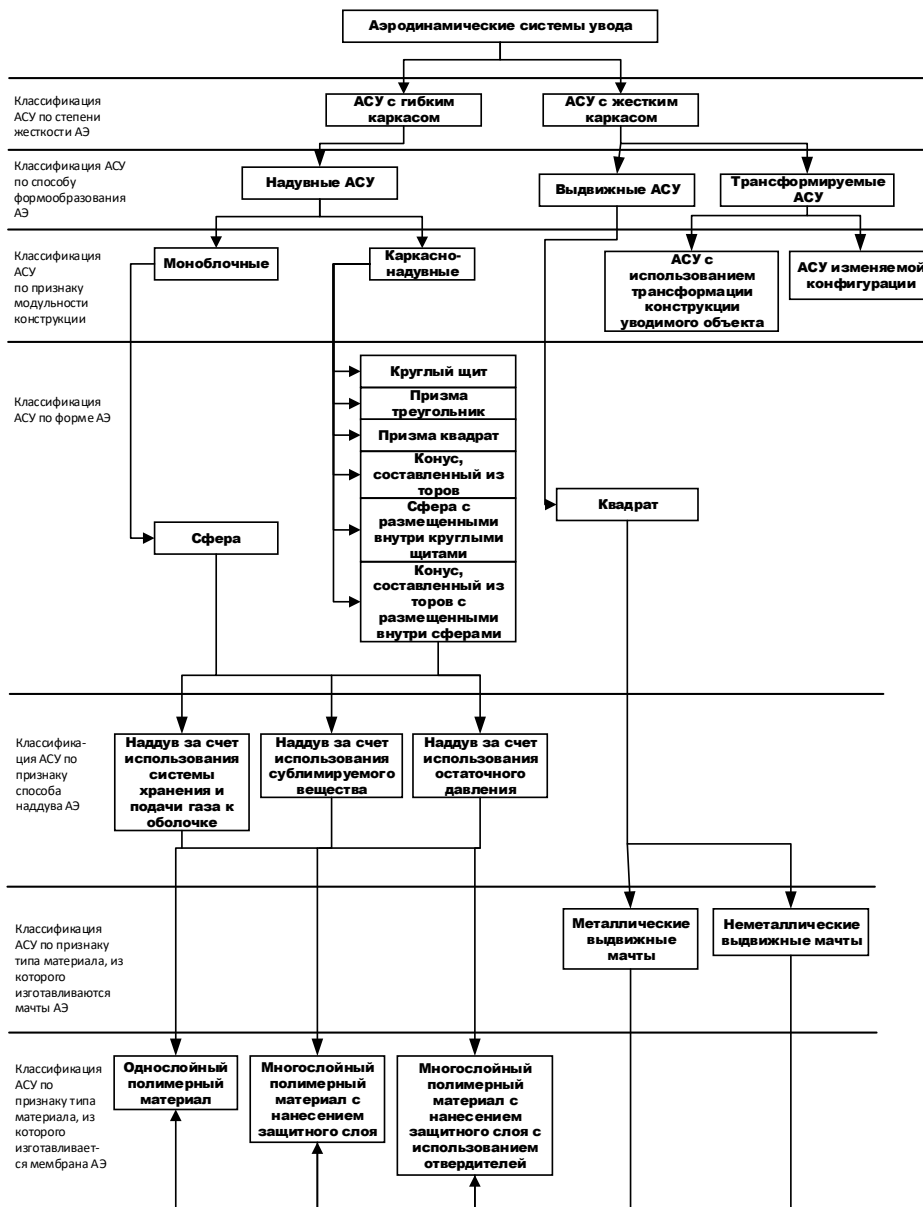 Аэродинамические системы увода
Классификация
АСУ по степени
жесткости АЭ
АСУ с гибким
каркасом
АСУ с жестким
каркасом
Классификация АСУ
по способу
формообразования
АЭ
Надувные АСУ
Выдвижные АСУ
Трансформируемые
АСУ
Классификация
АСУ
по признаку
модульности
конструкции
Моноблочные
Каркасно-
надувные
АСУ с
использованием
трансформации
конструкции
уводимого объекта
АСУ изменяемой
конфигурации
Классификация
АСУ по форме АЭ
Круглый щит
Призма
треугольник
Призма квадрат
Конус,
составленный из
торов
Сфера с
размещенными
внутри круглыми
щитами
Конус,
составленный из
торов с
размещенными
внутри сферами
Сфера
Квадрат
Классифика-
ция АСУ по
признаку
способа
наддува АЭ
Наддув за счет
использования
системы
хранения и
подачи газа к
оболочке
Наддув за счет
использования
сублимируемого
вещества
Наддув за счет
использования
остаточного
давления
Классификация
АСУ по признаку
типа материала, из
которого
изготавливаются
мачты АЭ
Металлические
выдвижные
мачты
Неметаллические
выдвижные мачты
Классификация
АСУ по
признаку типа
материала, из
которого
изготавливает-
ся мембрана АЭ
Однослойный
полимерный
материал
Многослойный
полимерный
материал с
нанесением
защитного слоя
Многослойный
полимерный
материал с
нанесением
защитного слоя с
использованием
отвердителей